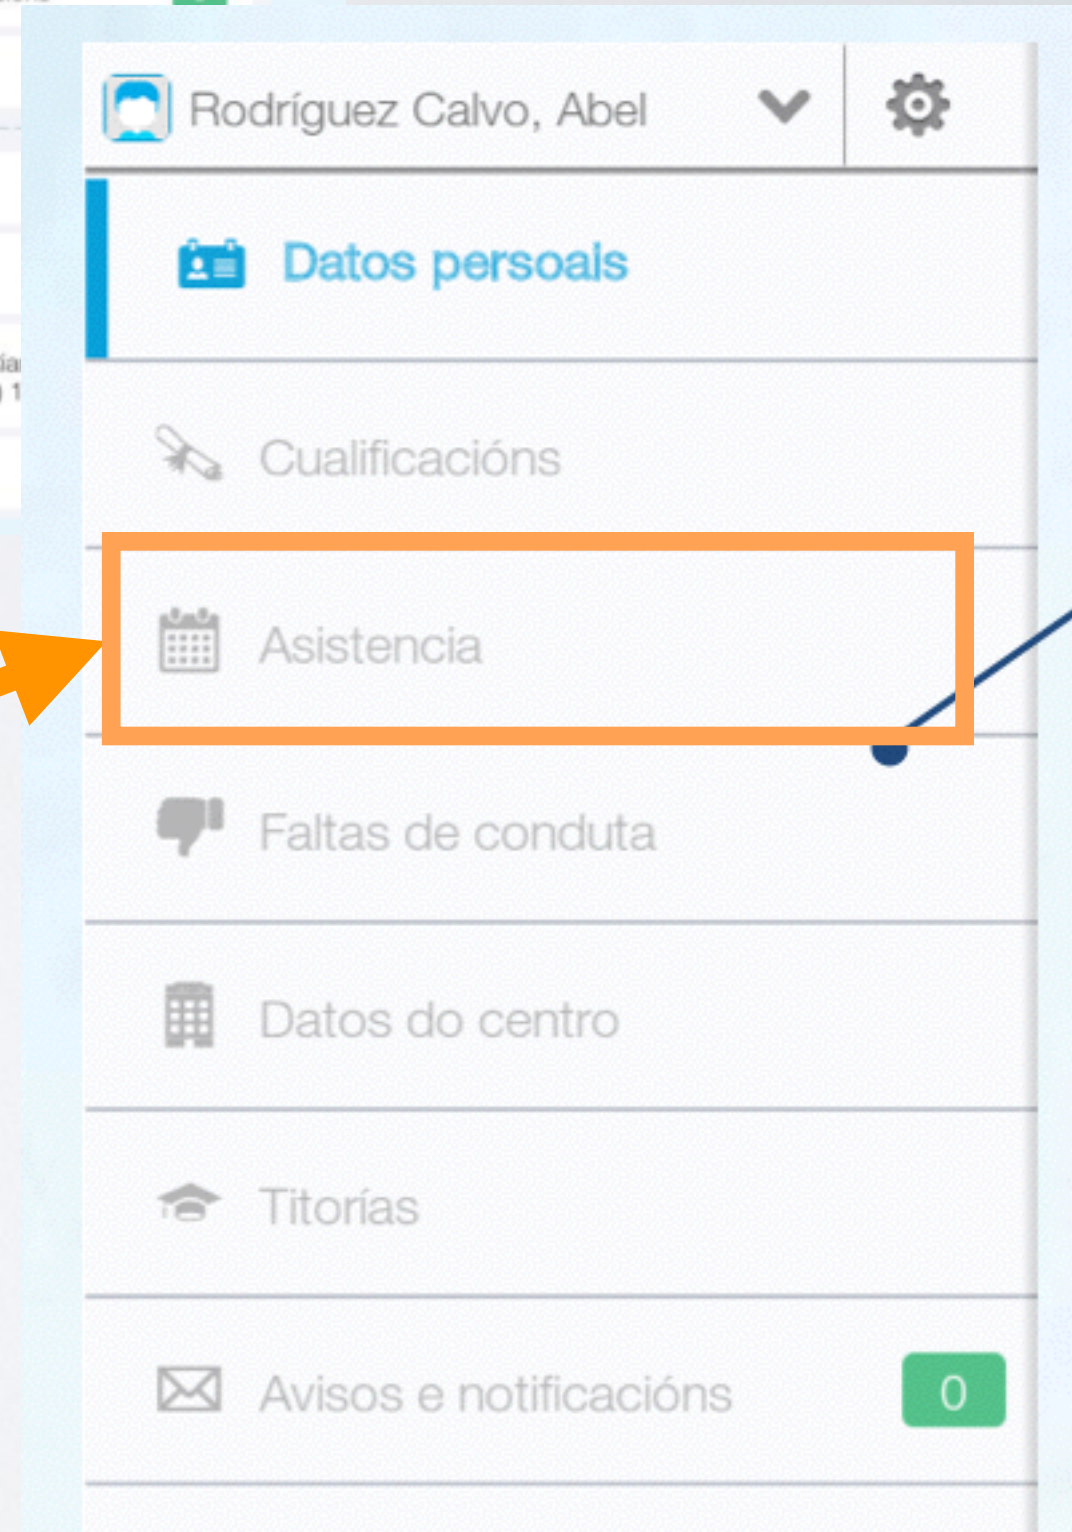 Rodríguez Calvo, Abel
Datos persoais
Cualificacións
Asistencia
Faltas de conduta
Datos do centro
Titorías
Avisos e notificacións
0